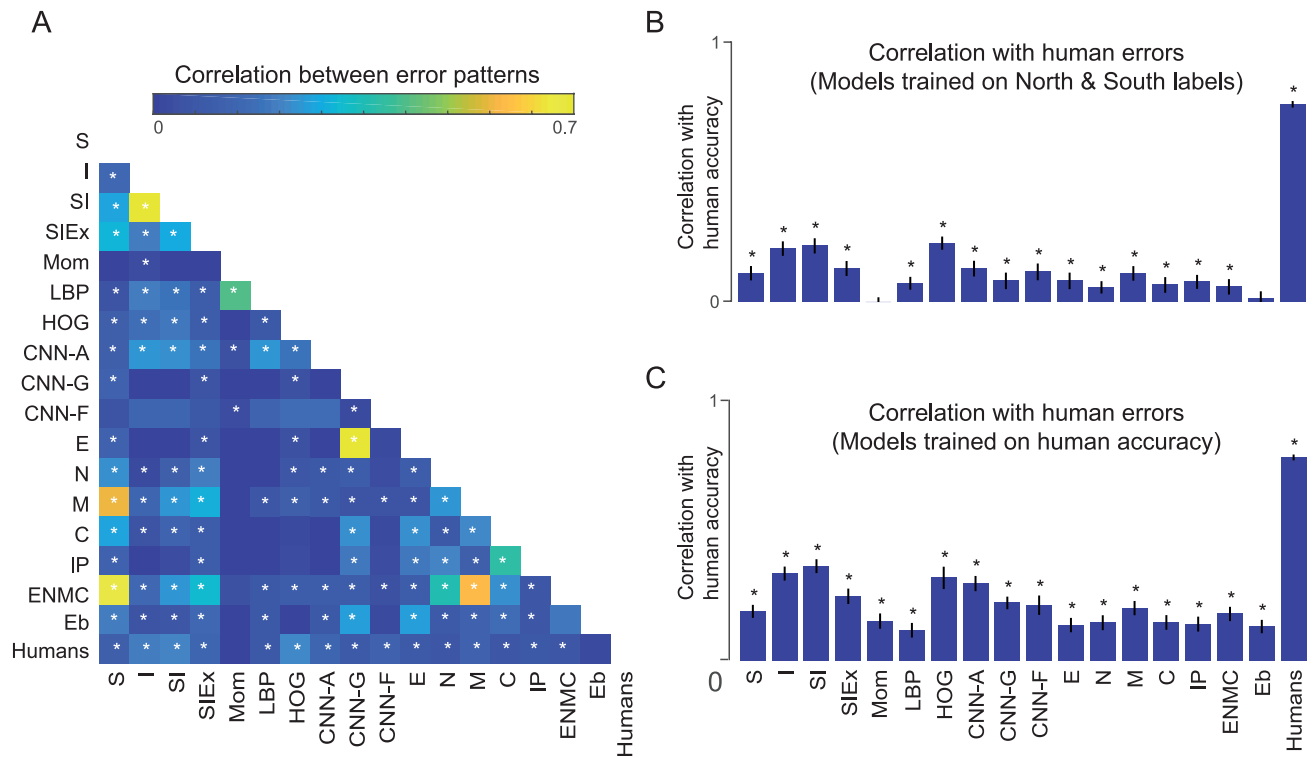 A
Correlation between error patterns
0
0.7
S
I
SI
SIEx
Mom
LBP
HOG
CNN-A
CNN-G
CNN-F
E
N
M
C
IP
ENMC
Eb
Humans
S
I
SI
SIEx
Mom
LBP
HOG
CNN-A
CNN-G
CNN-F
E
N
M
C
IP
ENMC
Eb
Humans
B
1
Correlation with human errors
(Models trained on North & South labels)
Correlation with
human accuracy
0
C
1
Correlation with human errors
(Models trained on human accuracy)
Correlation with
human accuracy
0
S
I
SI
SIEx
Mom
LBP
HOG
CNN-A
CNN-G
CNN-F
E
N
M
C
IP
ENMC
Eb
Humans